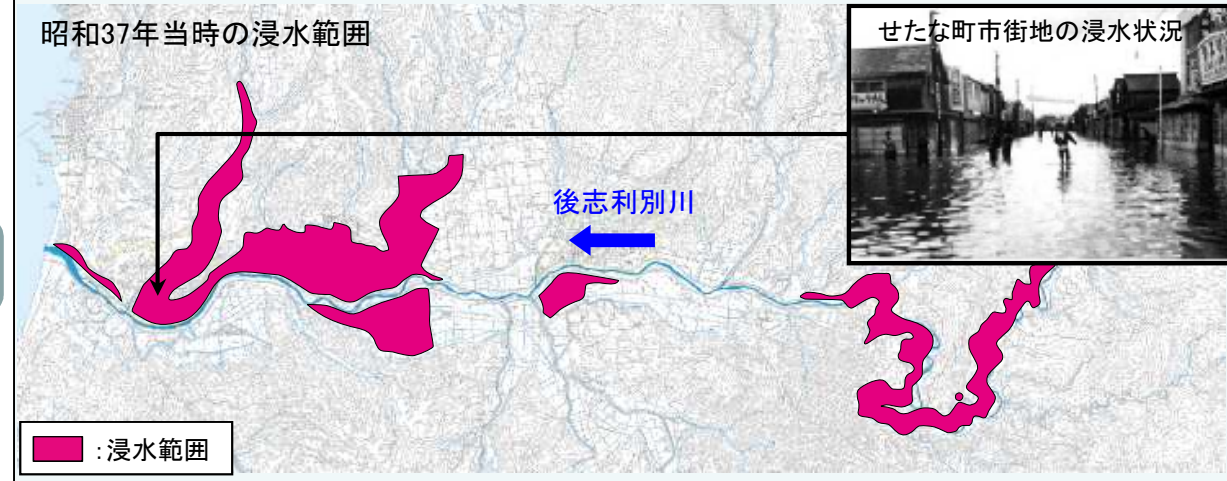 昭和37年当時の浸水範囲
せたな町市街地の浸水状況
後志利別川
:浸水範囲